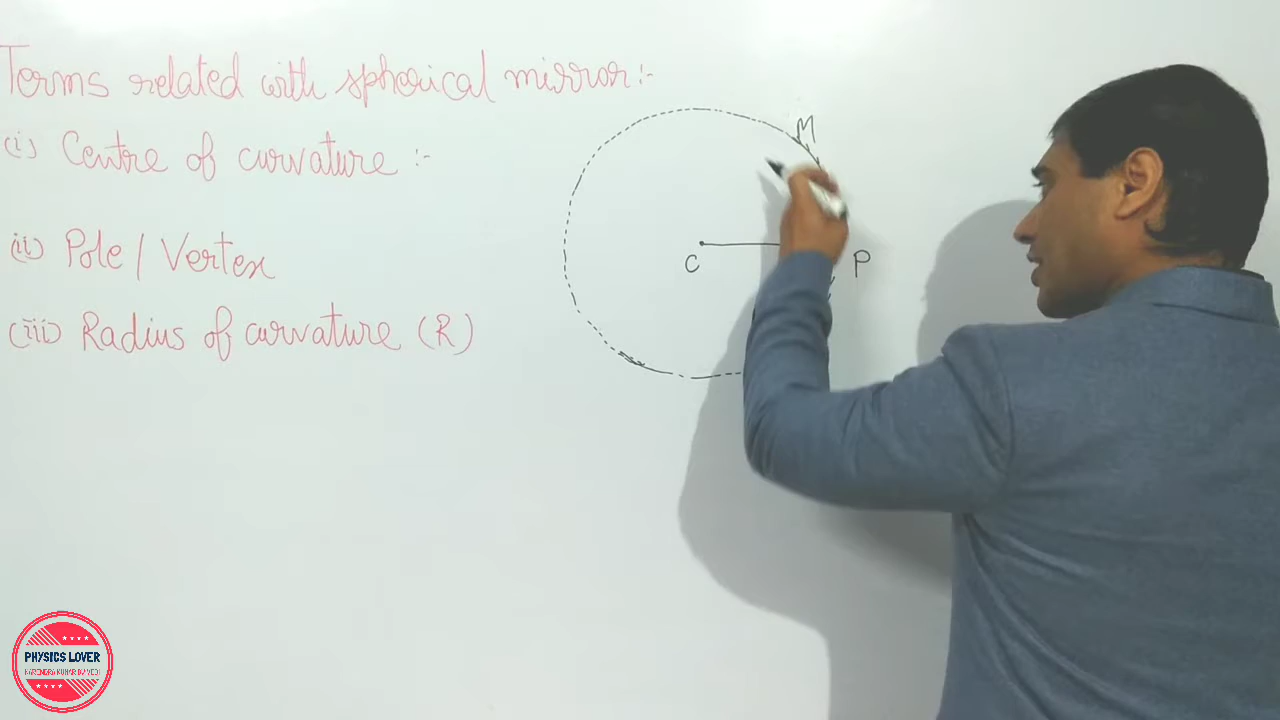 Terms related with spherical mirror:-
(i) Centre of curvature :-
(ii) Pole / Vertex
(iii) Radius of curvature (R)
M
C
P
PHYSICS LOVER